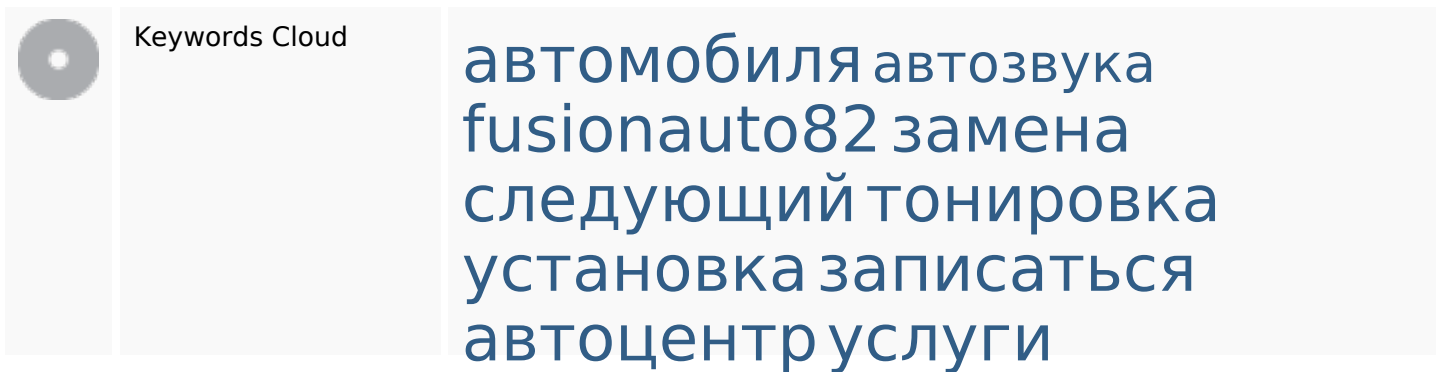 Keywords Cloud
автомобиля автозвука
fusionauto82 замена
следующий тонировка
установка записаться
автоцентр услуги